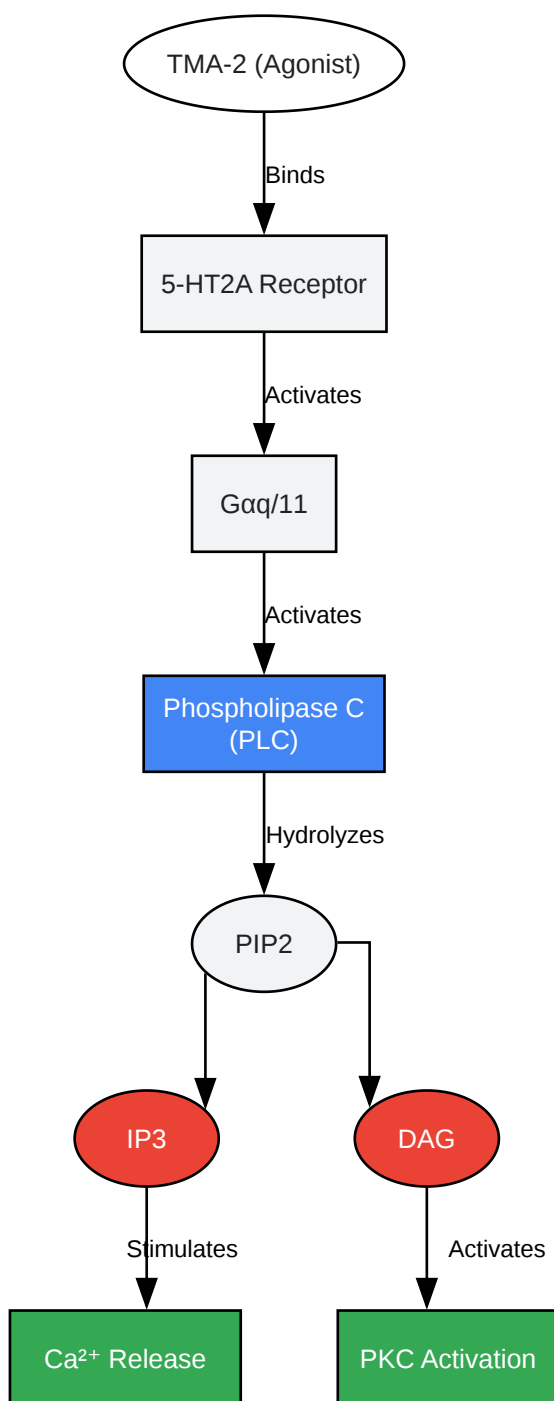 TMA-2 (Agonist)
Binds
5-HT2A Receptor
Activates
Gαq/11
Activates
Phospholipase C
(PLC)
Hydrolyzes
PIP2
IP3
DAG
Stimulates
Activates
Ca²⁺ Release
PKC Activation